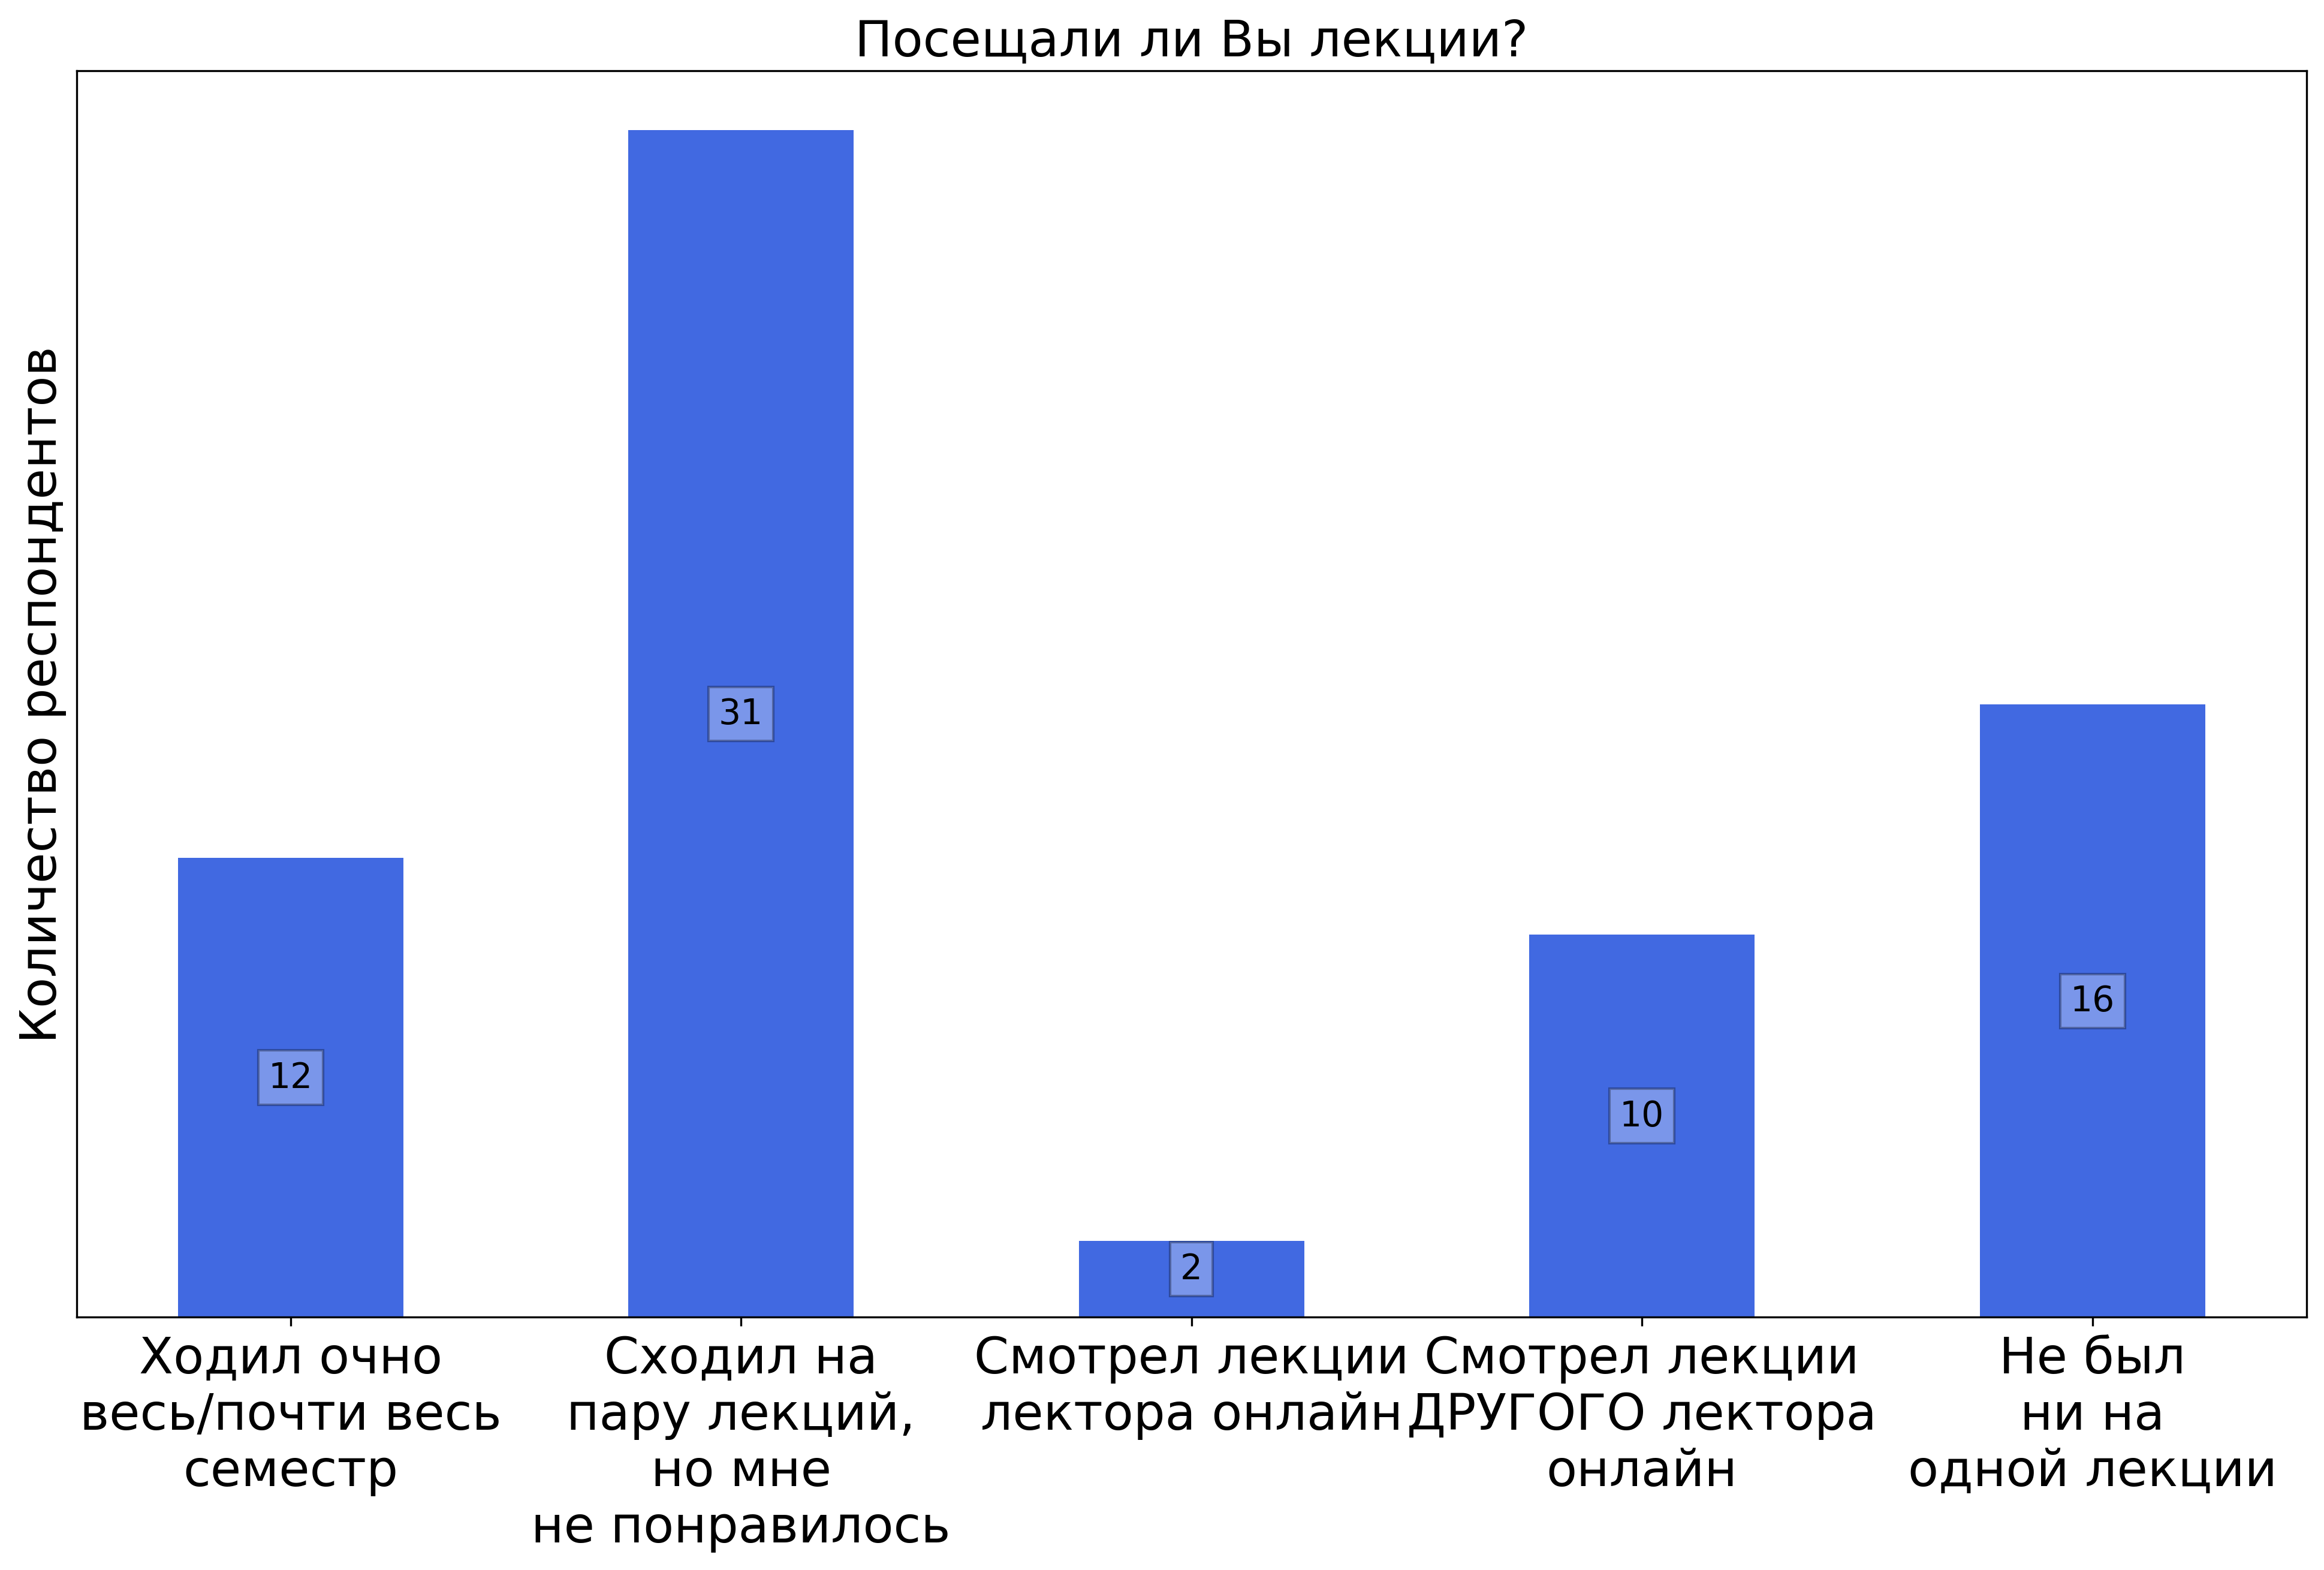 Посещали ли Вы лекции?
Количество респондентов
12
31
2
10
16
Ходил очно
весь/почти весь
семестр
Сходил на
пару лекций,
но мне
не понравилось
Смотрел лекции
лектора онлайн
Смотрел лекции
ДРУГОГО лектора
онлайн
Не был
ни на
одной лекции